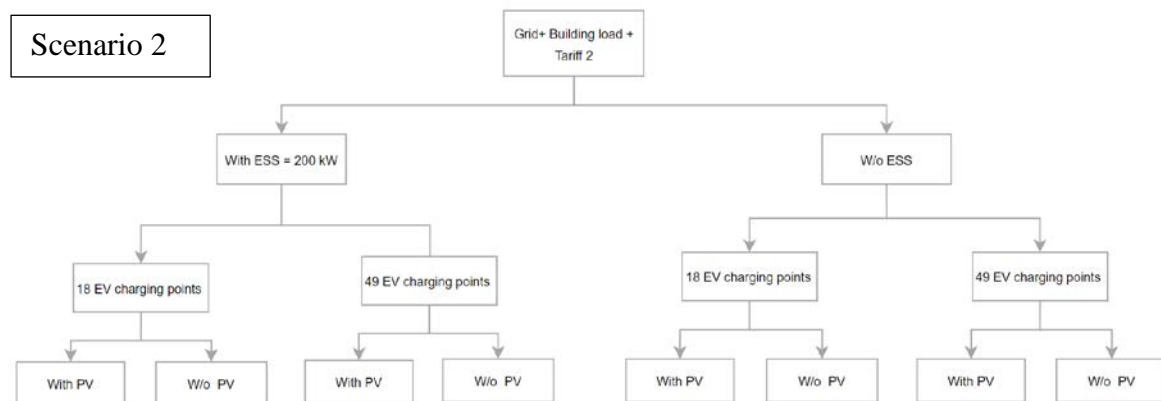 Scenario 2
Grid+ Building load +
Tariff 2
With ESS = 200 kW
W/o ESS
18 EV charging points
49 EV charging points
18 EV charging points
49 EV charging points
With PV
W/o PV
With PV
W/o PV
With PV
W/o PV
With PV
W/o PV